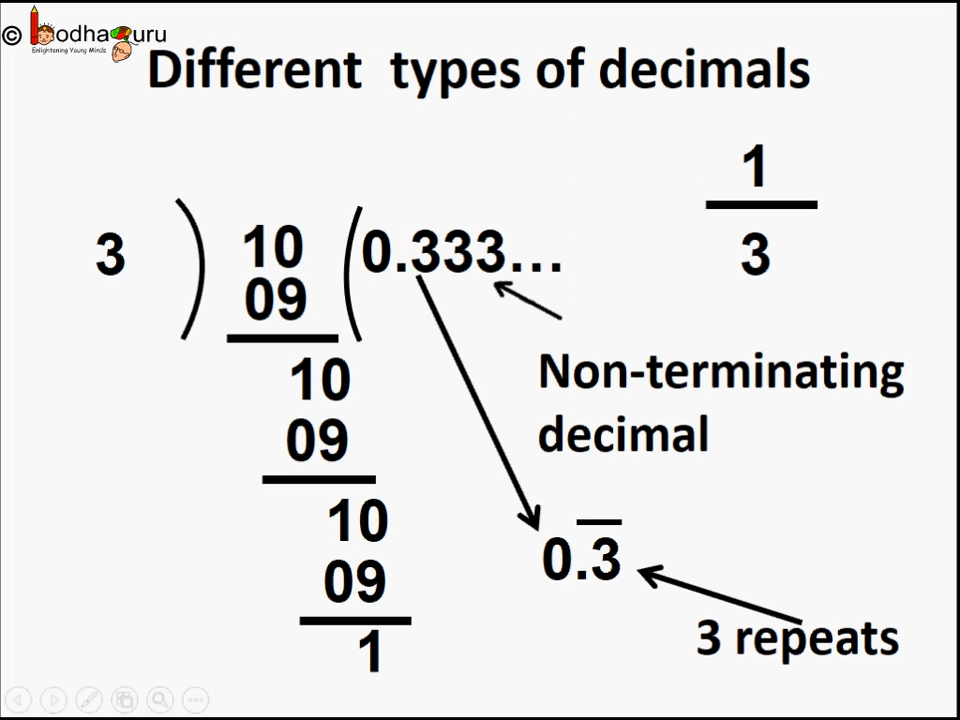 © BodhaGuru
Enlightening Young Minds
Different types of decimals
1
3
3 ) 10 ( 0.333...
09
10
09
10
09
1
Non-terminating
decimal
0.3̅
3 repeats